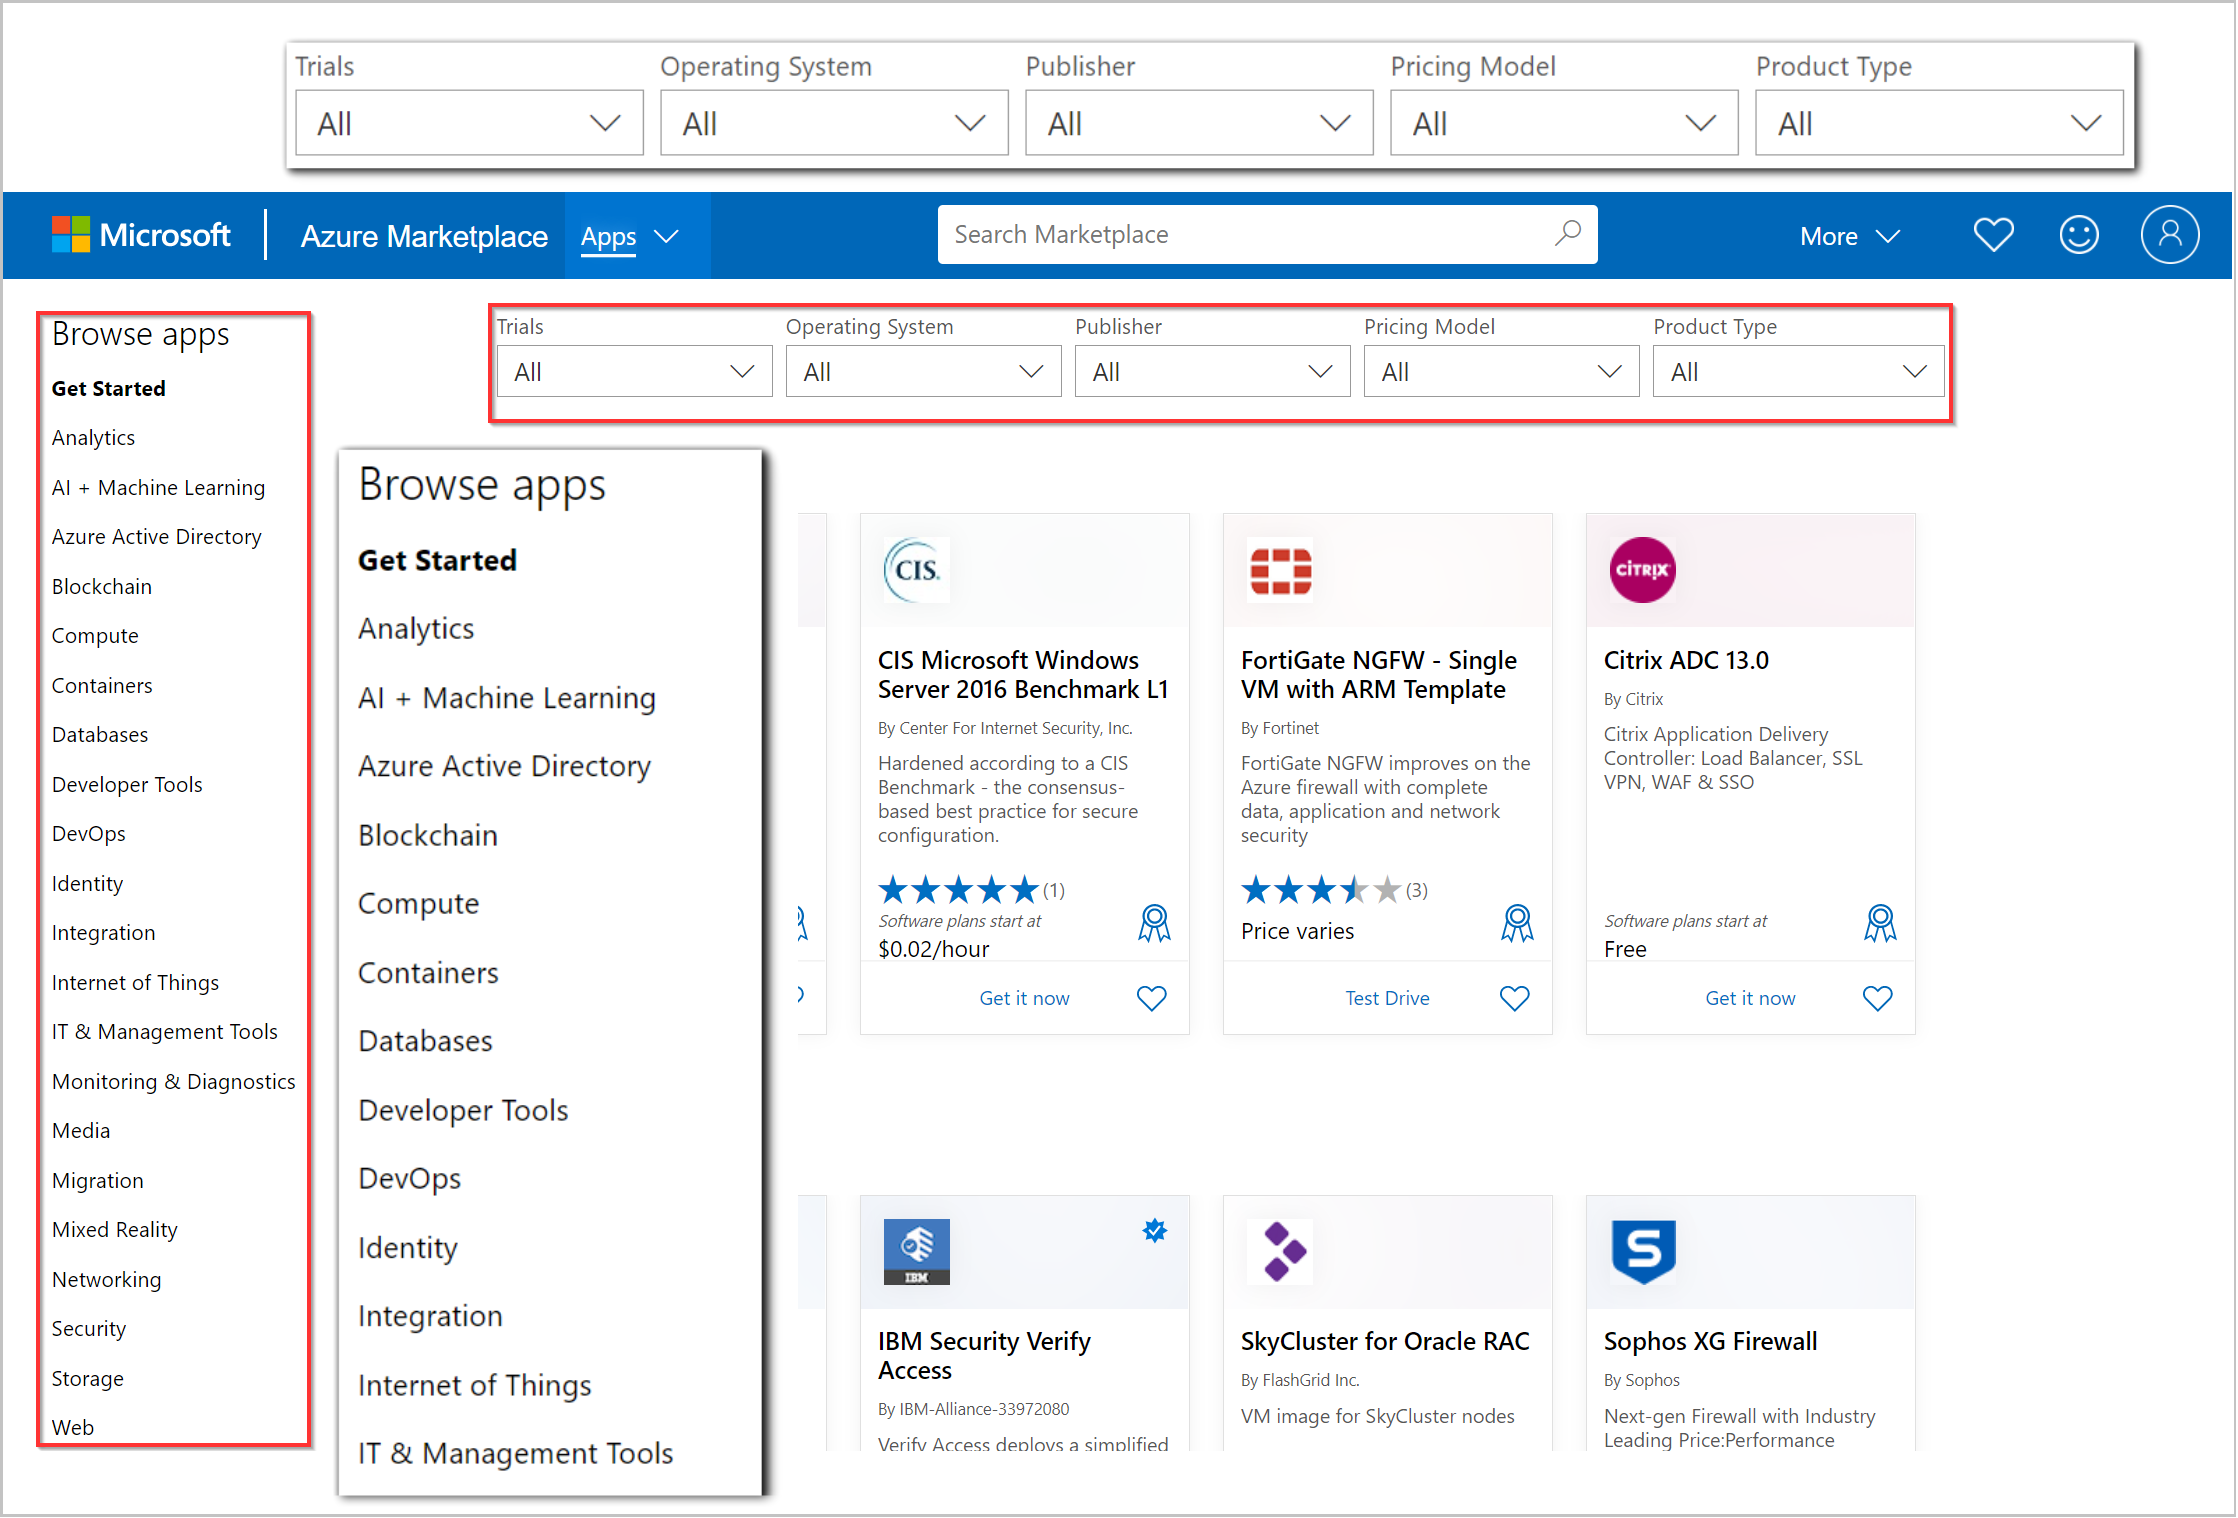 Trials
Operating System
Publisher
Pricing Model
Product Type
All
All
All
All
All
Microsoft
Azure Marketplace
Apps
Search Marketplace
More
Browse apps
Get Started
Analytics
AI + Machine Learning
Azure Active Directory
Blockchain
Compute
Containers
Databases
Developer Tools
DevOps
Identity
Integration
Internet of Things
IT & Management Tools
Monitoring & Diagnostics
Media
Migration
Mixed Reality
Networking
Security
Storage
Web
Trials
Operating System
Publisher
Pricing Model
Product Type
All
All
All
All
All
Browse apps
Get Started
Analytics
AI + Machine Learning
Azure Active Directory
Blockchain
Compute
Containers
Databases
Developer Tools
DevOps
Identity
Integration
Internet of Things
IT & Management Tools
CIS.
CIS Microsoft Windows
Server 2016 Benchmark L1
By Center For Internet Security, Inc.
Hardened according to a CIS
Benchmark - the consensus-
based best practice for secure
configuration.
(1)
Software plans start at
$0.02/hour
Get it now
FortiGate NGFW - Single
VM with ARM Template
By Fortinet
FortiGate NGFW improves on the
Azure firewall with complete
data, application and network
security
(3)
Price varies
Test Drive
CITRIX
Citrix ADC 13.0
By Citrix
Citrix Application Delivery
Controller: Load Balancer, SSL
VPN, WAF & SSO
Software plans start at
Free
Get it now
IBM
IBM Security Verify
Access
By IBM-Alliance-33972080
Verify Access deploys a simplified
SkyCluster for Oracle RAC
By FlashGrid Inc.
VM image for SkyCluster nodes
S
Sophos XG Firewall
By Sophos
Next-gen Firewall with Industry
Leading Price:Performance